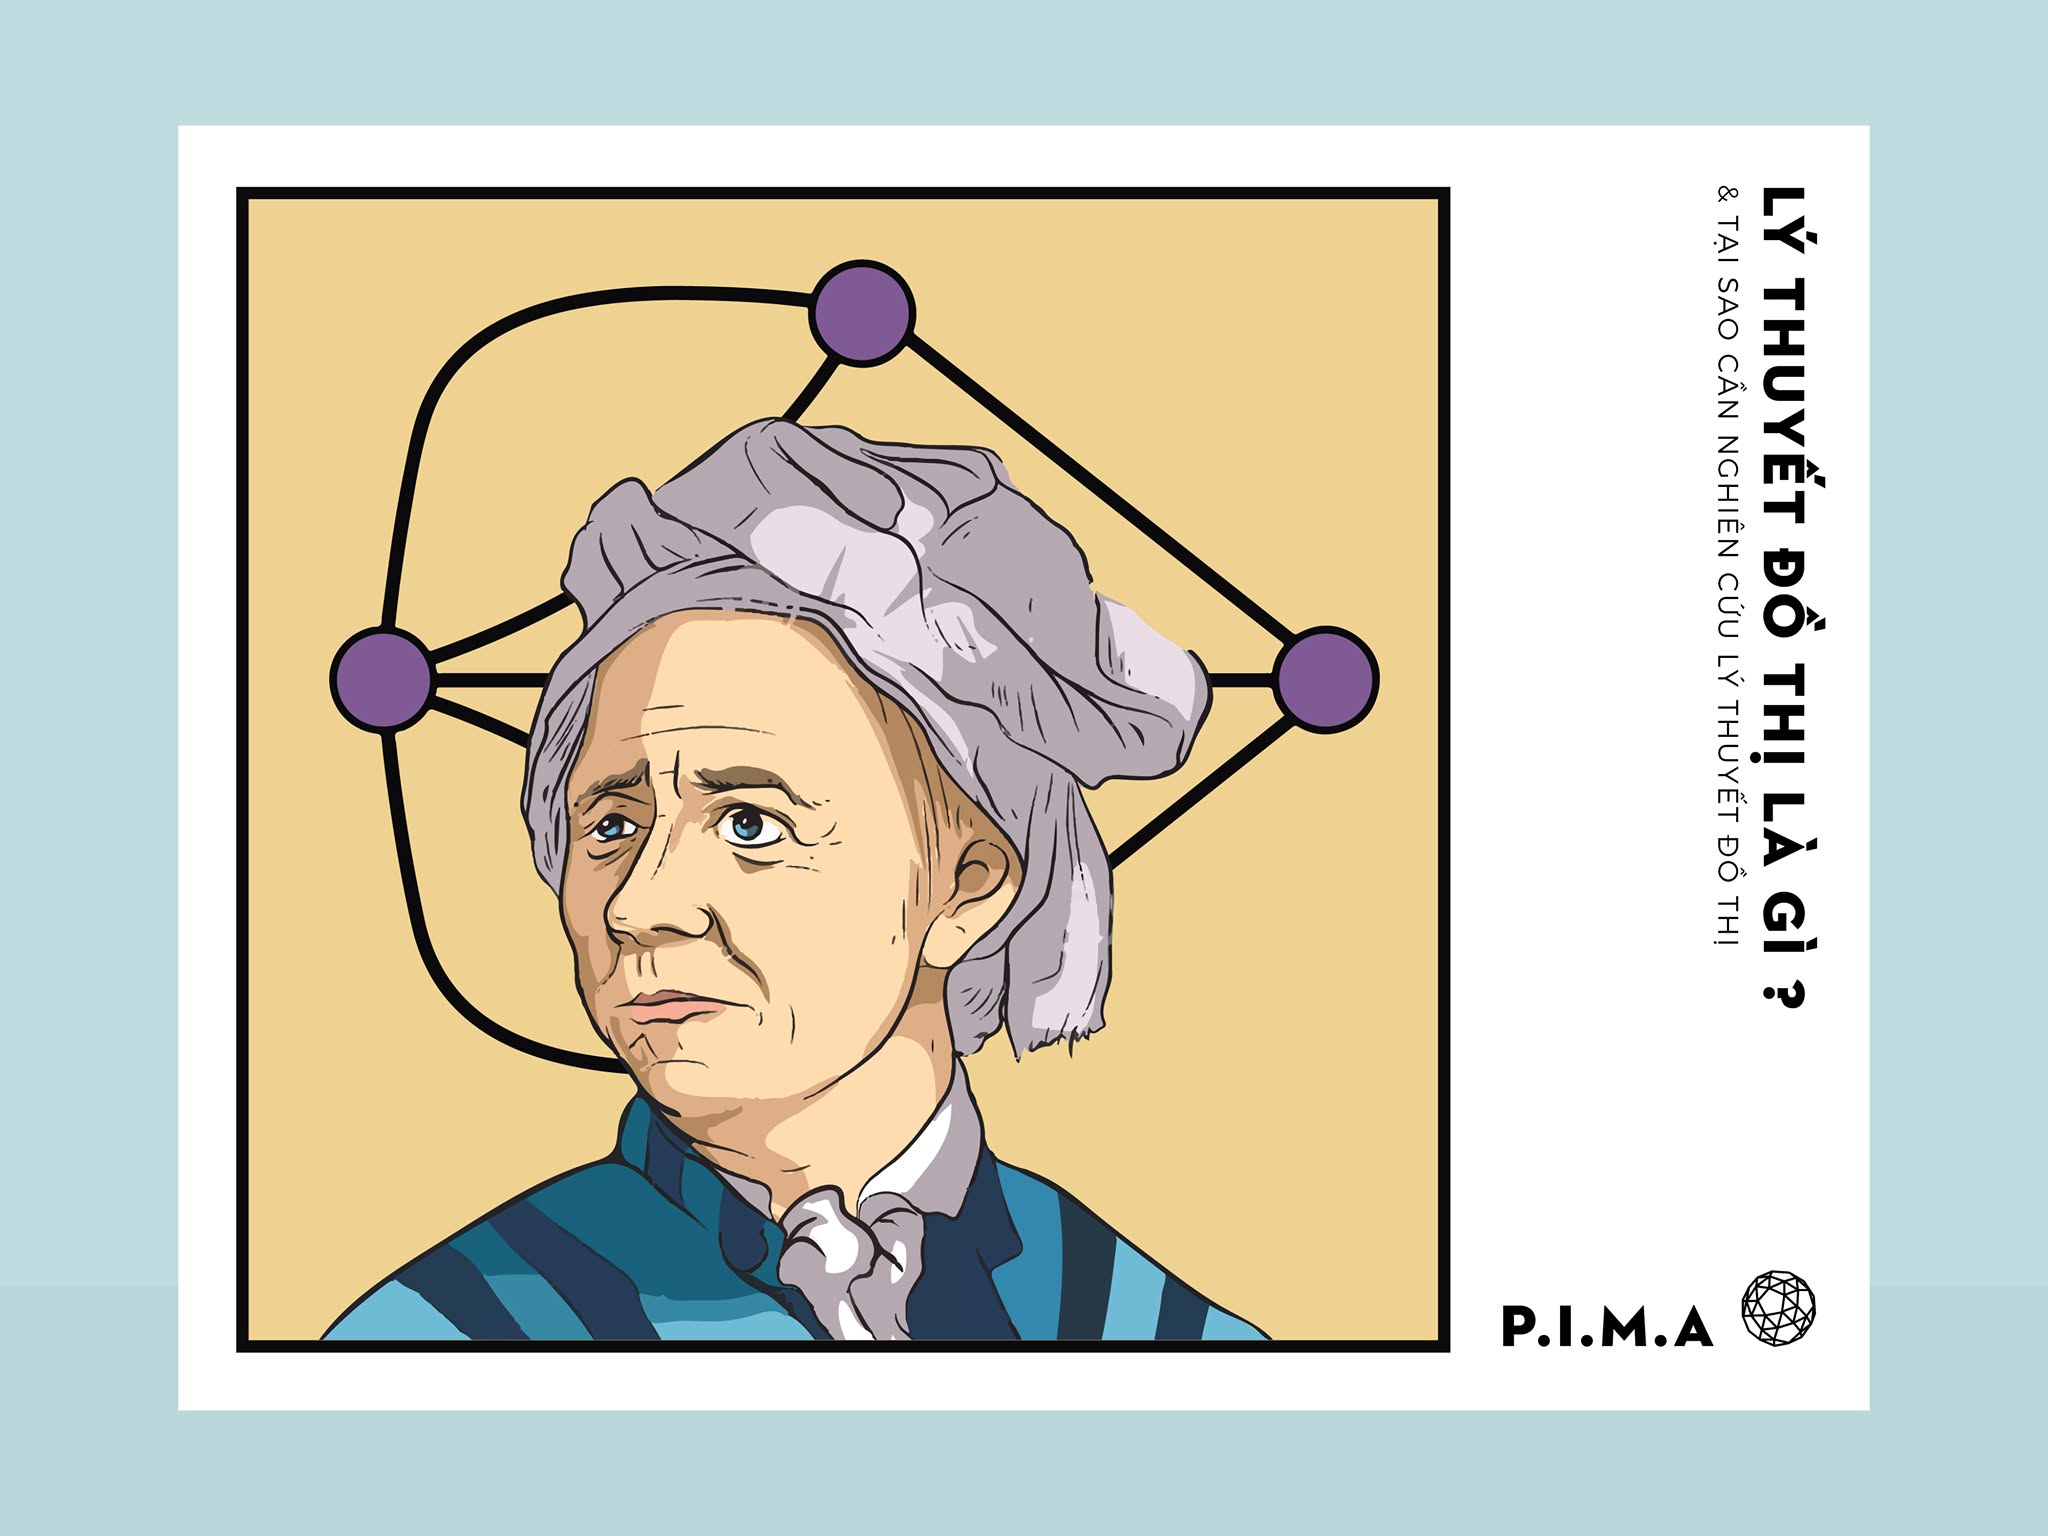 LÝ THUYẾT ĐỒ THỊ LÀ GÌ ?
& TẠI SAO CẦN NGHIÊN CỨU LÝ THUYẾT ĐỒ THỊ
P.I.M.A